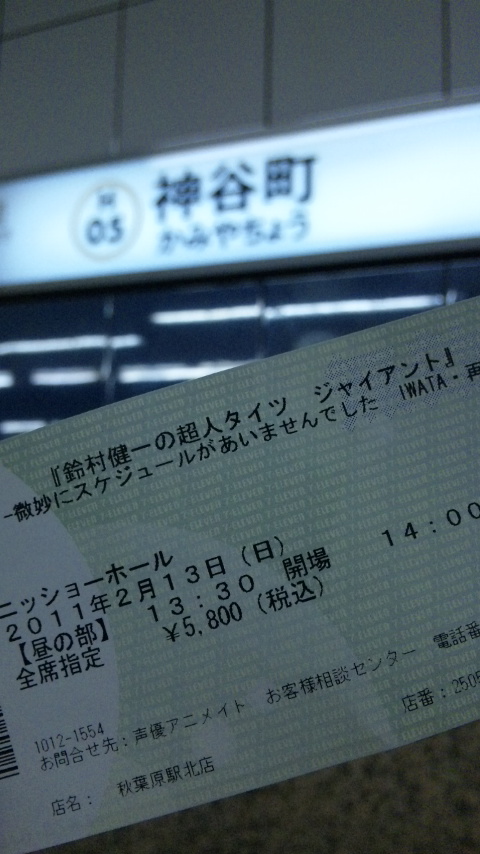 H
05
神谷町
かみやちょう
『鈴村健一の超人タイツ ジャイアント』
-微妙にスケジュールがあいませんでした IWATA・再
ニッショーホール
2011年2月13日(日)
【昼の部】 13:30 開場 14:00
全席指定 ¥5,800(税込)
1012-1554
お問合せ先:声優アニメイト お客様相談センター 電話番
店名: 秋葉原駅北店 店番:2505